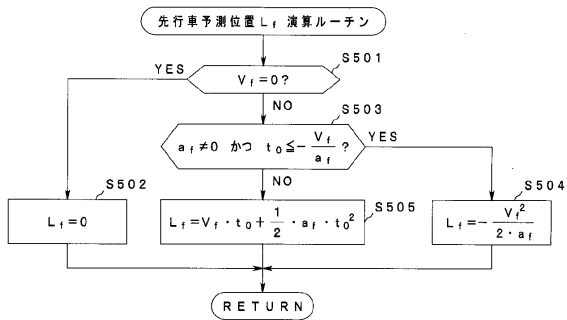 先行車予測位置Lf 演算ルーチン
S501
YES
Vf=0?
NO
S503
af≠0 かつ t0≦-Vf/af ?
YES
NO
S502
Lf=0
S505
Lf=Vf・t0+1/2・af・t0²
S504
Lf=-Vf²/2・af
RETURN